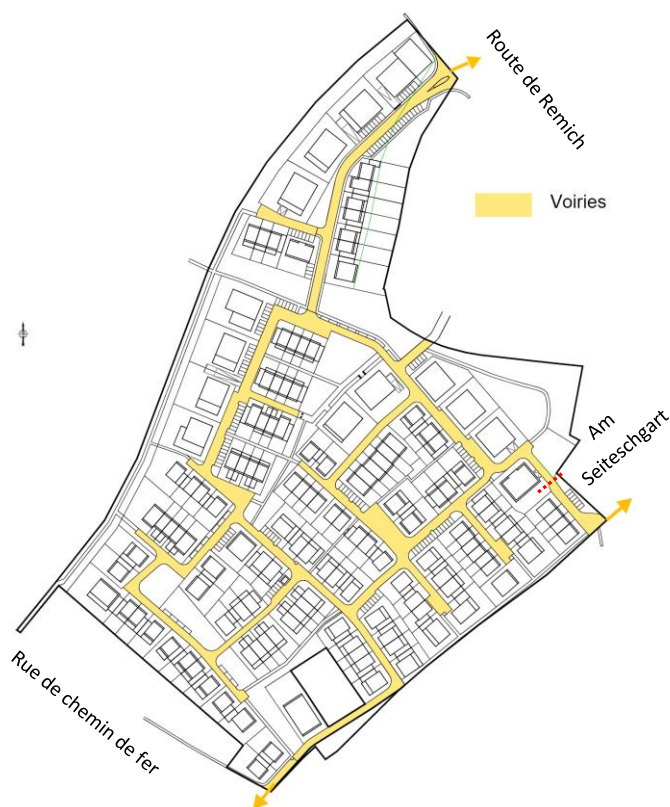 Route de Remich
Voiries
Am
Seiteschgart
Rue de chemin de fer